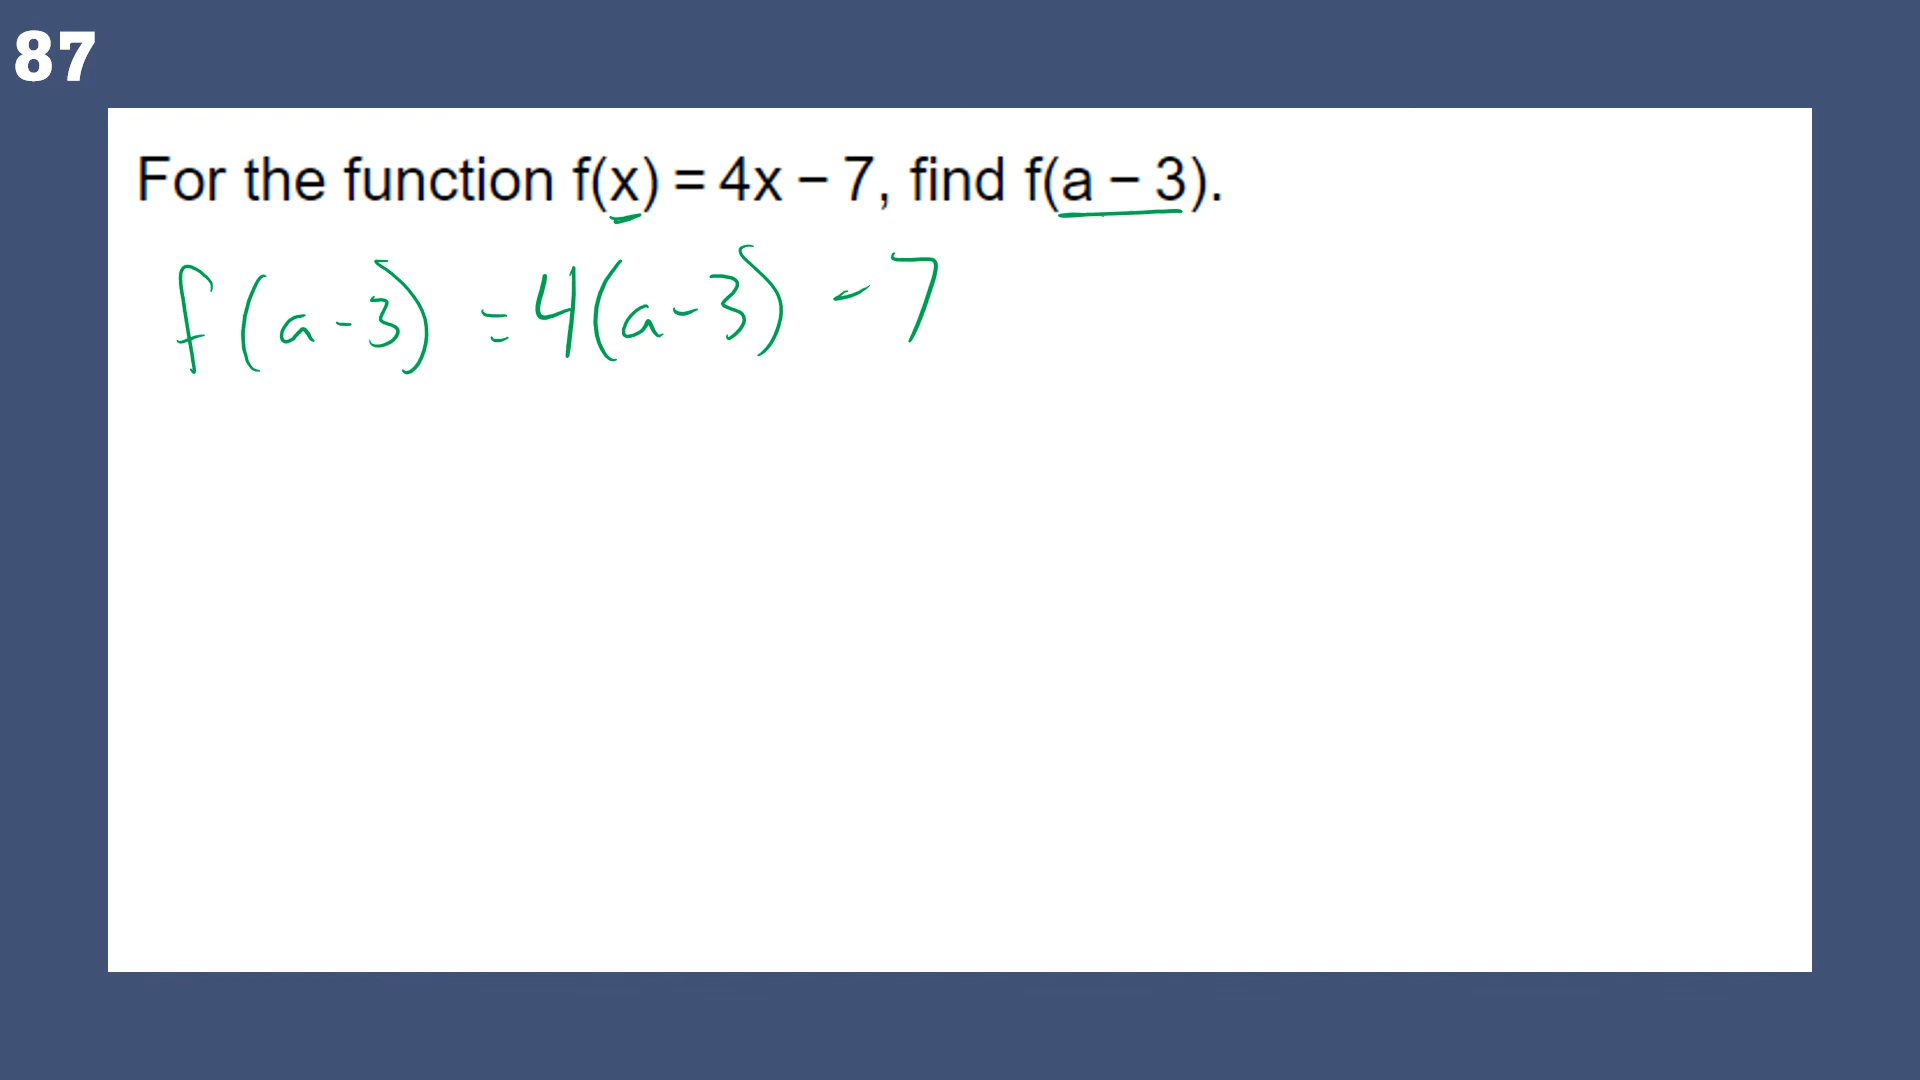 87
For the function f(x) = 4x − 7, find f(a − 3).
f(a-3) = 4(a-3) - 7